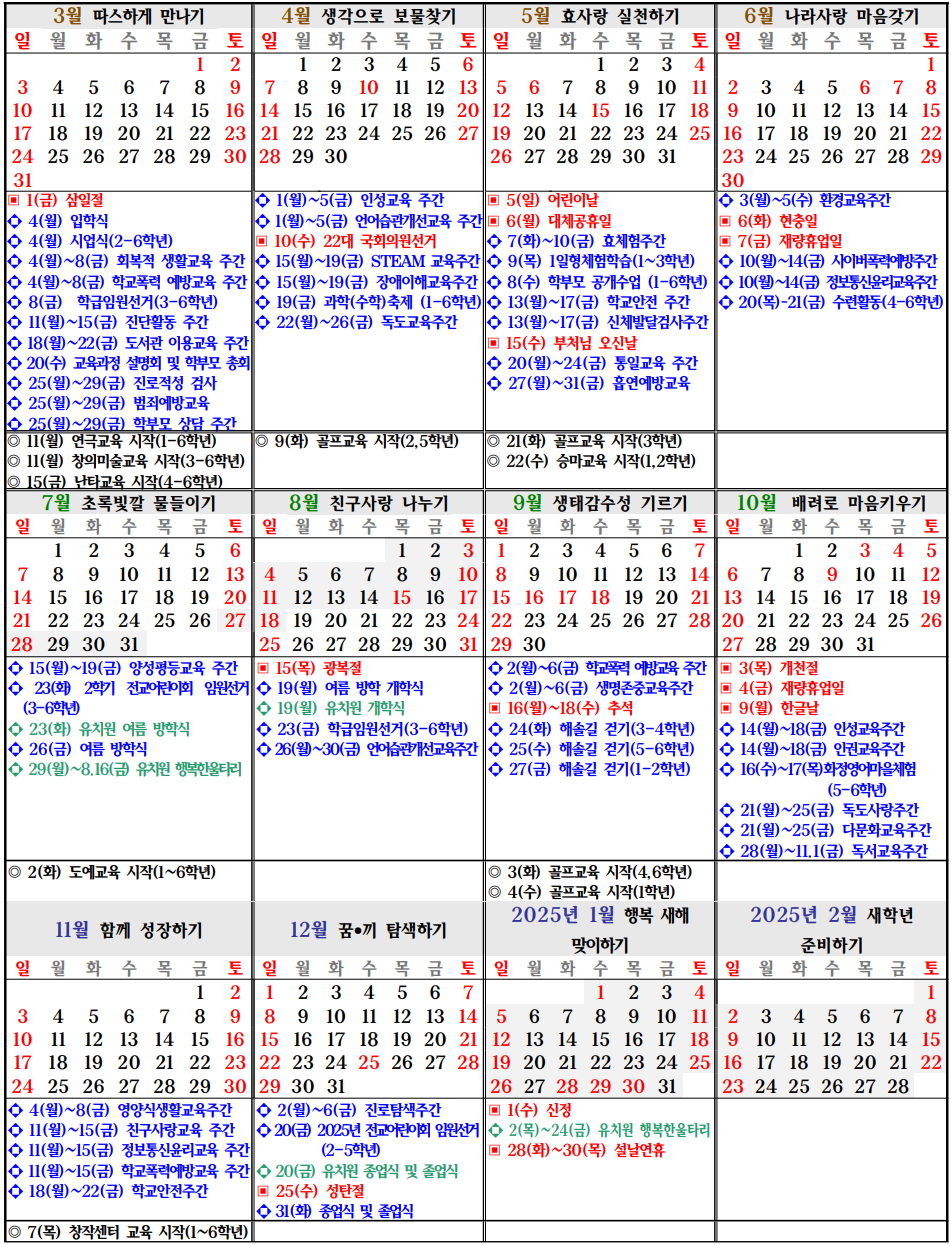 3월 따스하게 만나기
일 월 화 수 목 금 토
1 2
3 4 5 6 7 8 9
10 11 12 13 14 15 16
17 18 19 20 21 22 23
24 25 26 27 28 29 30
31
▣ 1(금) 삼일절
4(월) 입학식
4(월) 시업식(2-6학년)
4(월)~8(금) 회복적 생활교육 주간
4(월)~8(금) 학교폭력 예방교육 주간
8(금) 학급임원선거(3-6학년)
11(월)~15(금) 진단활동 주간
18(월)~22(금) 도서관 이용교육 주간
20(수) 교육과정 설명회 및 학부모 총회
25(월)~29(금) 진로적성 검사
25(월)~29(금) 범죄예방교육
25(월)~29(금) 학부모 상담 주간
◎ 11(월) 연극교육 시작(1-6학년)
◎ 11(월) 창의미술교육 시작(3-6학년)
◎ 15(금) 난타교육 시작(4-6학년)
4월 생각으로 보물찾기
일 월 화 수 목 금 토
1 2 3 4 5 6
7 8 9 10 11 12 13
14 15 16 17 18 19 20
21 22 23 24 25 26 27
28 29 30
1(월)~5(금) 인성교육 주간
1(월)~5(금) 언어습관개선교육 주간
▣ 10(수) 22대 국회의원선거
15(월)~19(금) STEAM 교육주간
15(월)~19(금) 장애이해교육주간
19(금) 과학(수학)축제 (1-6학년)
22(월)~26(금) 독도교육주간
◎ 9(화) 골프교육 시작(2,5학년)
5월 효사랑 실천하기
일 월 화 수 목 금 토
1 2 3 4
5 6 7 8 9 10 11
12 13 14 15 16 17 18
19 20 21 22 23 24 25
26 27 28 29 30 31
▣ 5(일) 어린이날
▣ 6(월) 대체공휴일
7(화)~10(금) 효체험주간
9(목) 1일형체험학습(1~3학년)
8(수) 학부모 공개수업 (1-6학년)
13(월)~17(금) 학교안전 주간
13(월)~17(금) 신체발달검사주간
▣ 15(수) 부처님 오신날
20(월)~24(금) 통일교육 주간
27(월)~31(금) 흡연예방교육
◎ 21(화) 골프교육 시작(3학년)
◎ 22(수) 승마교육 시작(1,2학년)
6월 나라사랑 마음갖기
일 월 화 수 목 금 토
1
2 3 4 5 6 7 8
9 10 11 12 13 14 15
16 17 18 19 20 21 22
23 24 25 26 27 28 29
30
3(월)~5(수) 환경교육주간
▣ 6(화) 현충일
▣ 7(금) 재량휴업일
10(월)~14(금) 사이버폭력예방주간
10(월)~14(금) 정보통신윤리교육주간
20(목)-21(금) 수련활동(4-6학년)
7월 초록빛깔 물들이기
일 월 화 수 목 금 토
1 2 3 4 5 6
7 8 9 10 11 12 13
14 15 16 17 18 19 20
21 22 23 24 25 26 27
28 29 30 31
15(월)~19(금) 양성평등교육 주간
23(화) 2학기 전교어린이회 임원선거
(3-6학년)
23(화) 유치원 여름 방학식
26(금) 여름 방학식
29(월)~8.16(금) 유치원 행복한울타리
◎ 2(화) 도예교육 시작(1~6학년)
8월 친구사랑 나누기
일 월 화 수 목 금 토
1 2 3
4 5 6 7 8 9 10
11 12 13 14 15 16 17
18 19 20 21 22 23 24
25 26 27 28 29 30 31
▣ 15(목) 광복절
19(월) 여름 방학 개학식
19(월) 유치원 개학식
23(금) 학급임원선거(3-6학년)
26(월)~30(금) 언어습관개선교육주간
9월 생태감수성 기르기
일 월 화 수 목 금 토
1 2 3 4 5 6 7
8 9 10 11 12 13 14
15 16 17 18 19 20 21
22 23 24 25 26 27 28
29 30
2(월)~6(금) 학교폭력 예방교육 주간
2(월)~6(금) 생명존중교육주간
▣ 16(월)~18(수) 추석
24(화) 해솔길 걷기(3-4학년)
25(수) 해솔길 걷기(5-6학년)
27(금) 해솔길 걷기(1-2학년)
◎ 3(화) 골프교육 시작(4,6학년)
◎ 4(수) 골프교육 시작(1학년)
10월 배려로 마음키우기
일 월 화 수 목 금 토
1 2 3 4 5
6 7 8 9 10 11 12
13 14 15 16 17 18 19
20 21 22 23 24 25 26
27 28 29 30 31
▣ 3(목) 개천절
▣ 4(금) 재량휴업일
▣ 9(월) 한글날
14(월)~18(금) 인성교육주간
14(월)~18(금) 인권교육주간
16(수)~17(목)화정영어마을체험
(5-6학년)
21(월)~25(금) 독도사랑주간
21(월)~25(금) 다문화교육주간
28(월)~11.1(금) 독서교육주간
11월 함께 성장하기
일 월 화 수 목 금 토
1 2
3 4 5 6 7 8 9
10 11 12 13 14 15 16
17 18 19 20 21 22 23
24 25 26 27 28 29 30
4(월)~8(금) 영양식생활교육주간
11(월)~15(금) 친구사랑교육 주간
11(월)~15(금) 정보통신윤리교육 주간
11(월)~15(금) 학교폭력예방교육 주간
18(월)~22(금) 학교안전주간
◎ 7(목) 창작센터 교육 시작(1~6학년)
12월 꿈•끼 탐색하기
일 월 화 수 목 금 토
1 2 3 4 5 6 7
8 9 10 11 12 13 14
15 16 17 18 19 20 21
22 23 24 25 26 27 28
29 30 31
2(월)~6(금) 진로탐색주간
20(금) 2025년 전교어린이회 임원선거
(2-5학년)
20(금) 유치원 종업식 및 졸업식
▣ 25(수) 성탄절
31(화) 종업식 및 졸업식
2025년 1월 행복 새해
맞이하기
일 월 화 수 목 금 토
1 2 3 4
5 6 7 8 9 10 11
12 13 14 15 16 17 18
19 20 21 22 23 24 25
26 27 28 29 30 31
▣ 1(수) 신정
2(목)~24(금) 유치원 행복한울타리
▣ 28(화)~30(목) 설날연휴
2025년 2월 새학년
준비하기
일 월 화 수 목 금 토
1
2 3 4 5 6 7 8
9 10 11 12 13 14 15
16 17 18 19 20 21 22
23 24 25 26 27 28